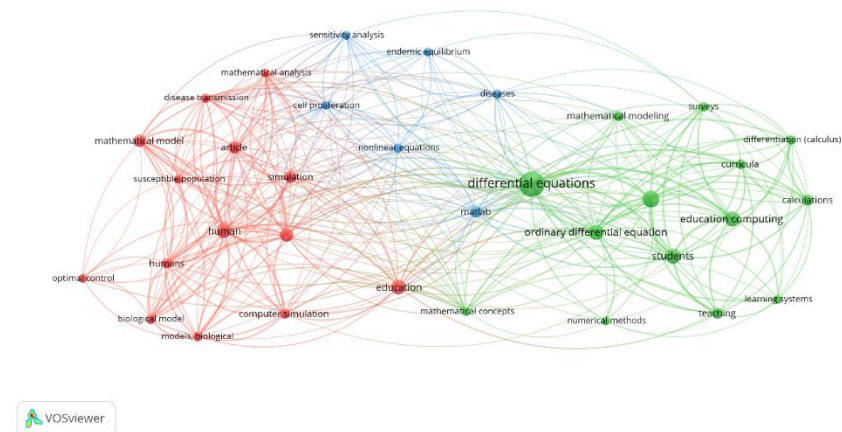 sensitivity analysis
endemic equilibrium
mathematical analysis
disease transmission
cell proliferation
diseases
mathematical modeling
surveys
mathematical model
article
nonlinear equations
differentiation (calculus)
curricula
susceptible population
simulation
differential equations
calculations
matlab
education computing
human
ordinary differential equation
students
humans
optimal control
education
learning systems
biological model
computer simulation
mathematical concepts
numerical methods
teaching
models, biological
VOSviewer